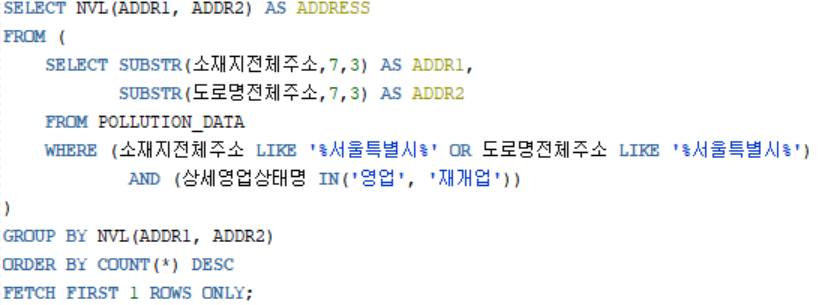 SELECT NVL(ADDR1, ADDR2) AS ADDRESS
FROM (
SELECT SUBSTR(소재지전체주소,7,3) AS ADDR1,
SUBSTR(도로명전체주소,7,3) AS ADDR2
FROM POLLUTION_DATA
WHERE (소재지전체주소 LIKE '%서울특별시%' OR 도로명전체주소 LIKE '%서울특별시%')
AND (상세영업상태명 IN('영업', '재개업'))
)
GROUP BY NVL(ADDR1, ADDR2)
ORDER BY COUNT(*) DESC
FETCH FIRST 1 ROWS ONLY;